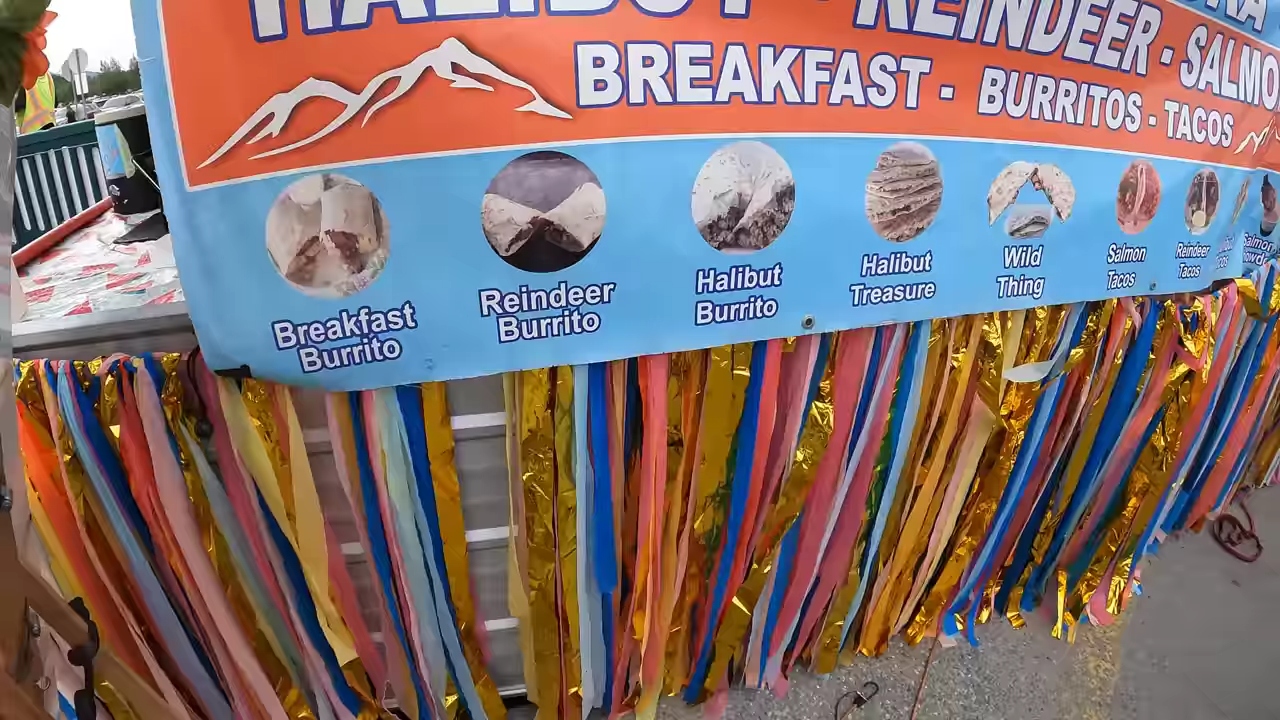 HALIBUT · REINDEER · SALMO
BREAKFAST · BURRITOS · TACOS
Breakfast
Burrito
Reindeer
Burrito
Halibut
Burrito
Halibut
Treasure
Wild
Thing
Salmon
Tacos
Reindeer
Tacos
Salmon